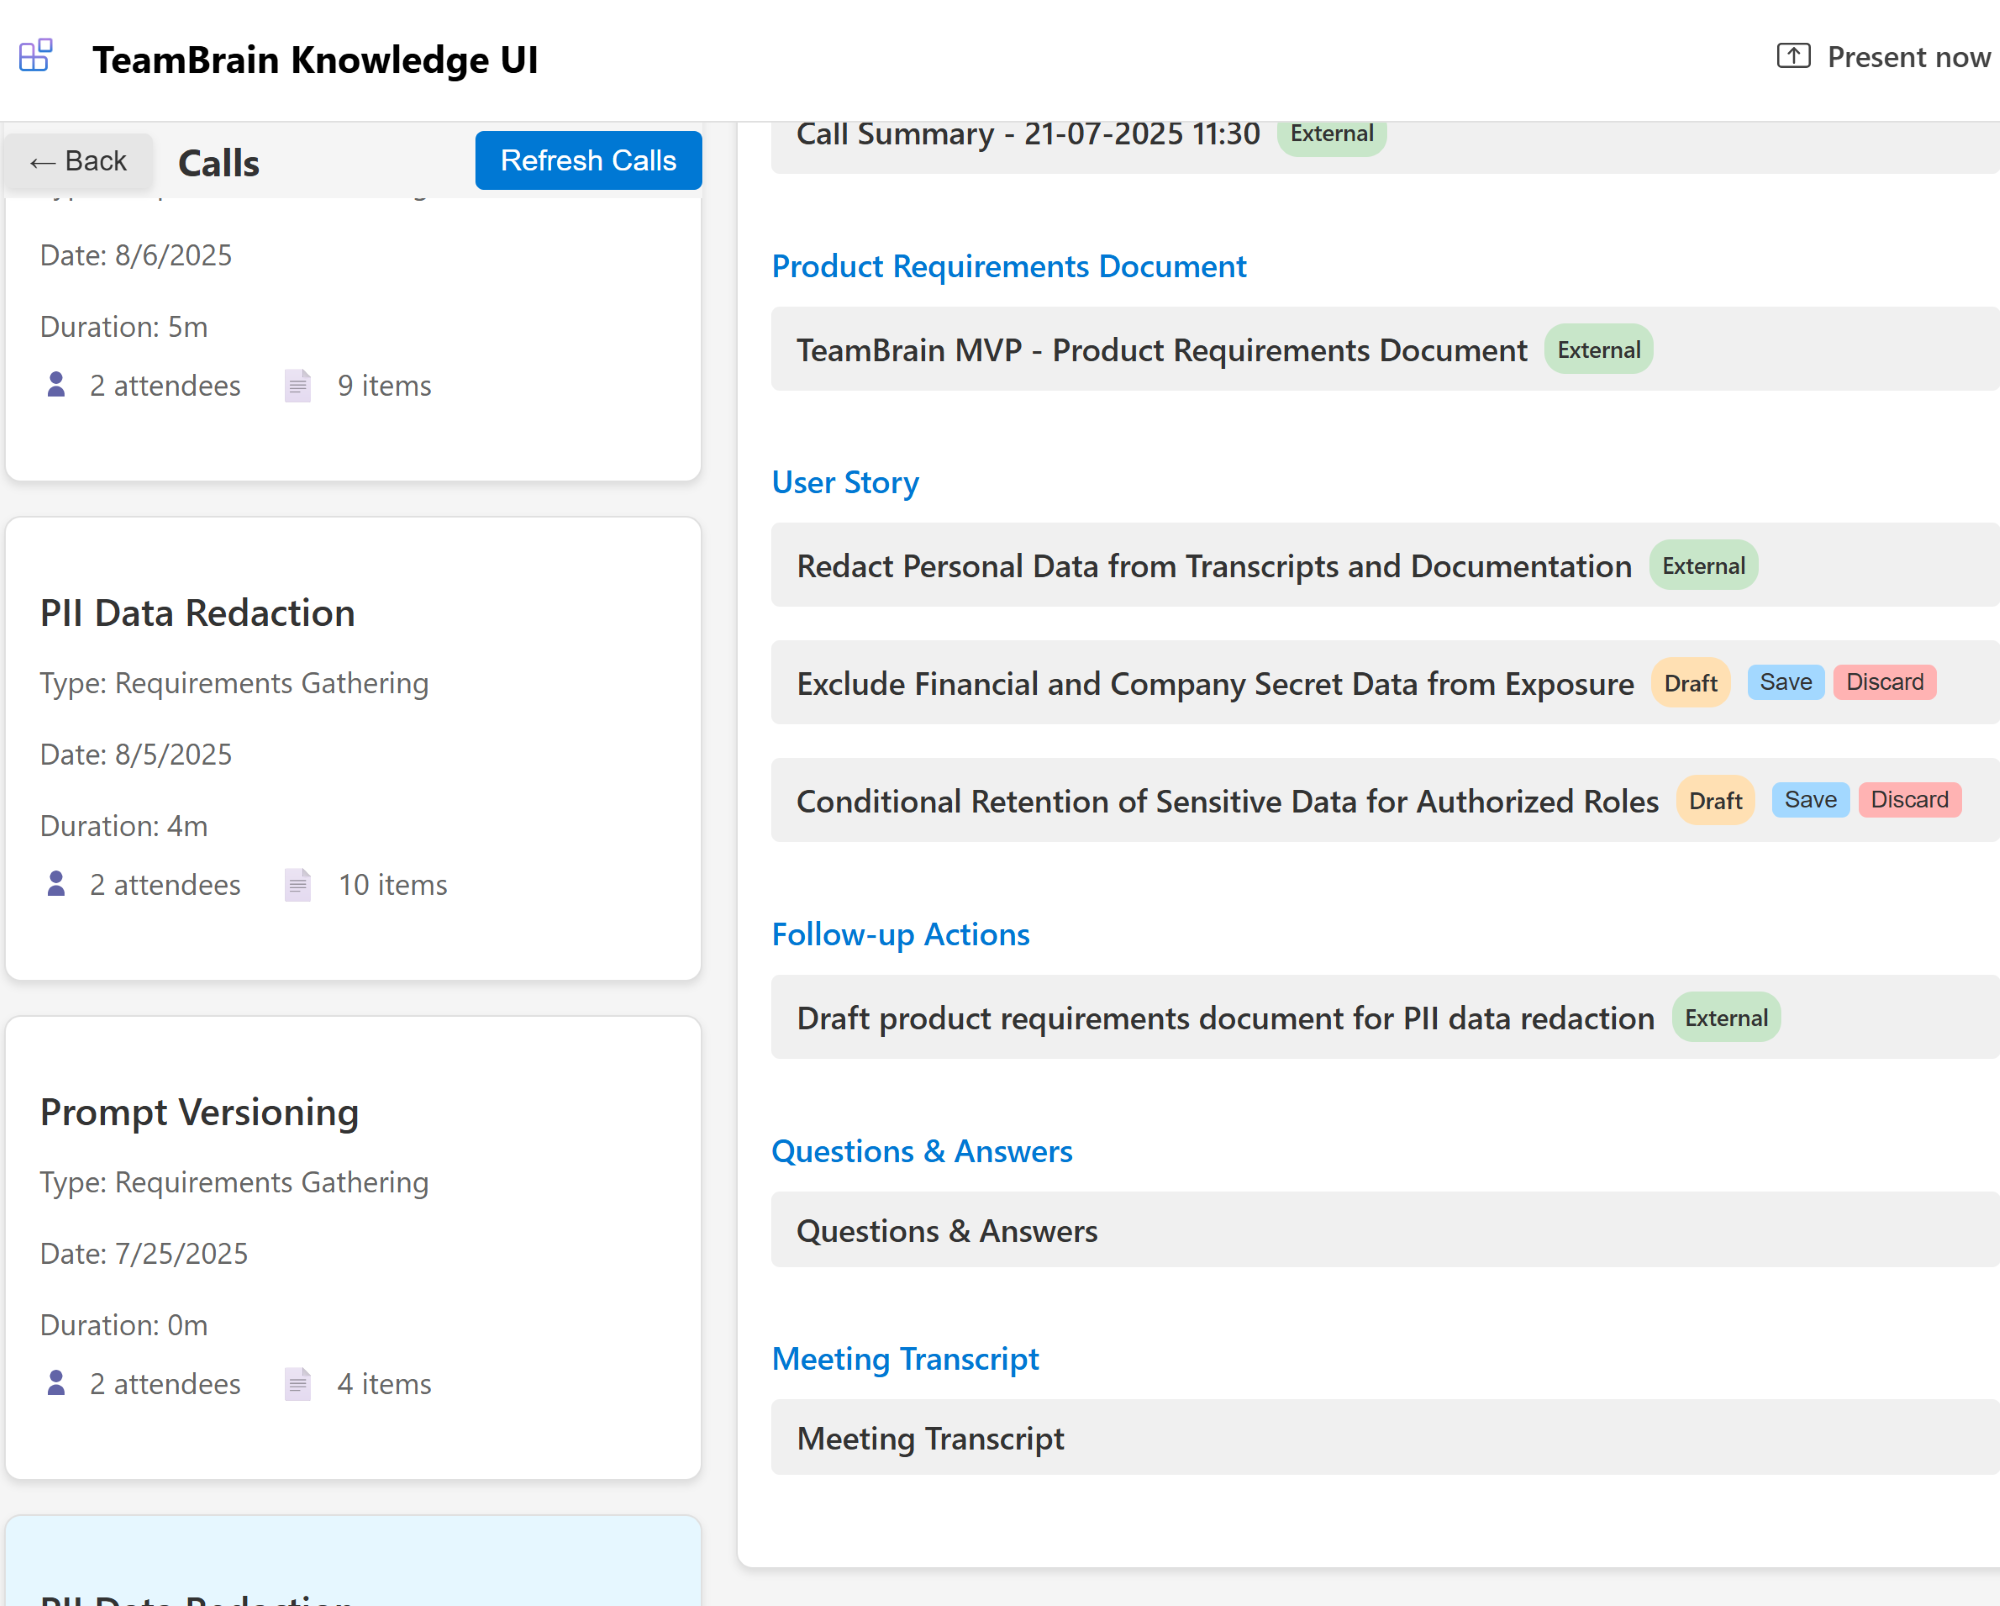 TeamBrain Knowledge UI
Present now
← Back
Calls
Refresh Calls
Date: 8/6/2025
Duration: 5m
2 attendees
9 items
PII Data Redaction
Type: Requirements Gathering
Date: 8/5/2025
Duration: 4m
2 attendees
10 items
Prompt Versioning
Type: Requirements Gathering
Date: 7/25/2025
Duration: 0m
2 attendees
4 items
PII Data Redaction
Call Summary - 21-07-2025 11:30 External
Product Requirements Document
TeamBrain MVP - Product Requirements Document External
User Story
Redact Personal Data from Transcripts and Documentation External
Exclude Financial and Company Secret Data from Exposure Draft Save Discard
Conditional Retention of Sensitive Data for Authorized Roles Draft Save Discard
Follow-up Actions
Draft product requirements document for PII data redaction External
Questions & Answers
Questions & Answers
Meeting Transcript
Meeting Transcript